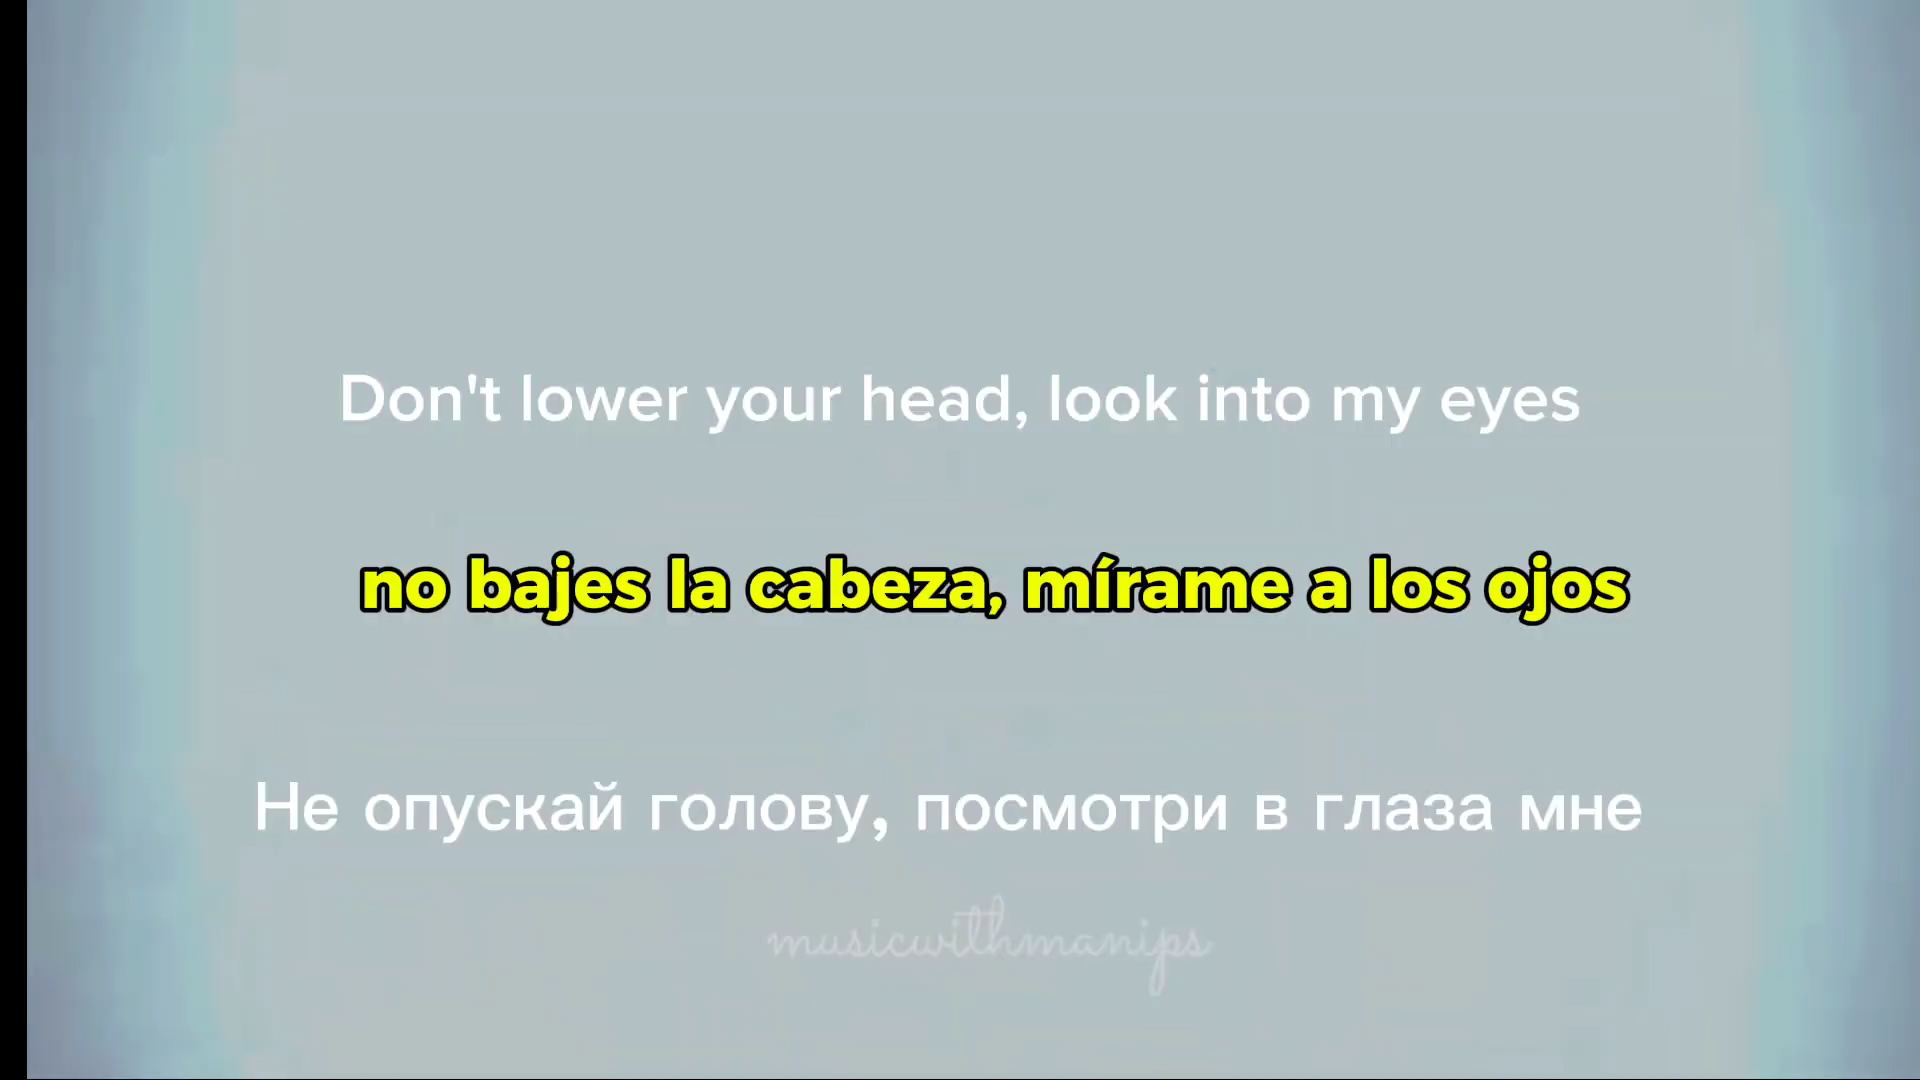 Don't lower your head, look into my eyes
no bajes la cabeza, mírame a los ojos
Не опускай голову, посмотри в глаза мне
musicwithmanips